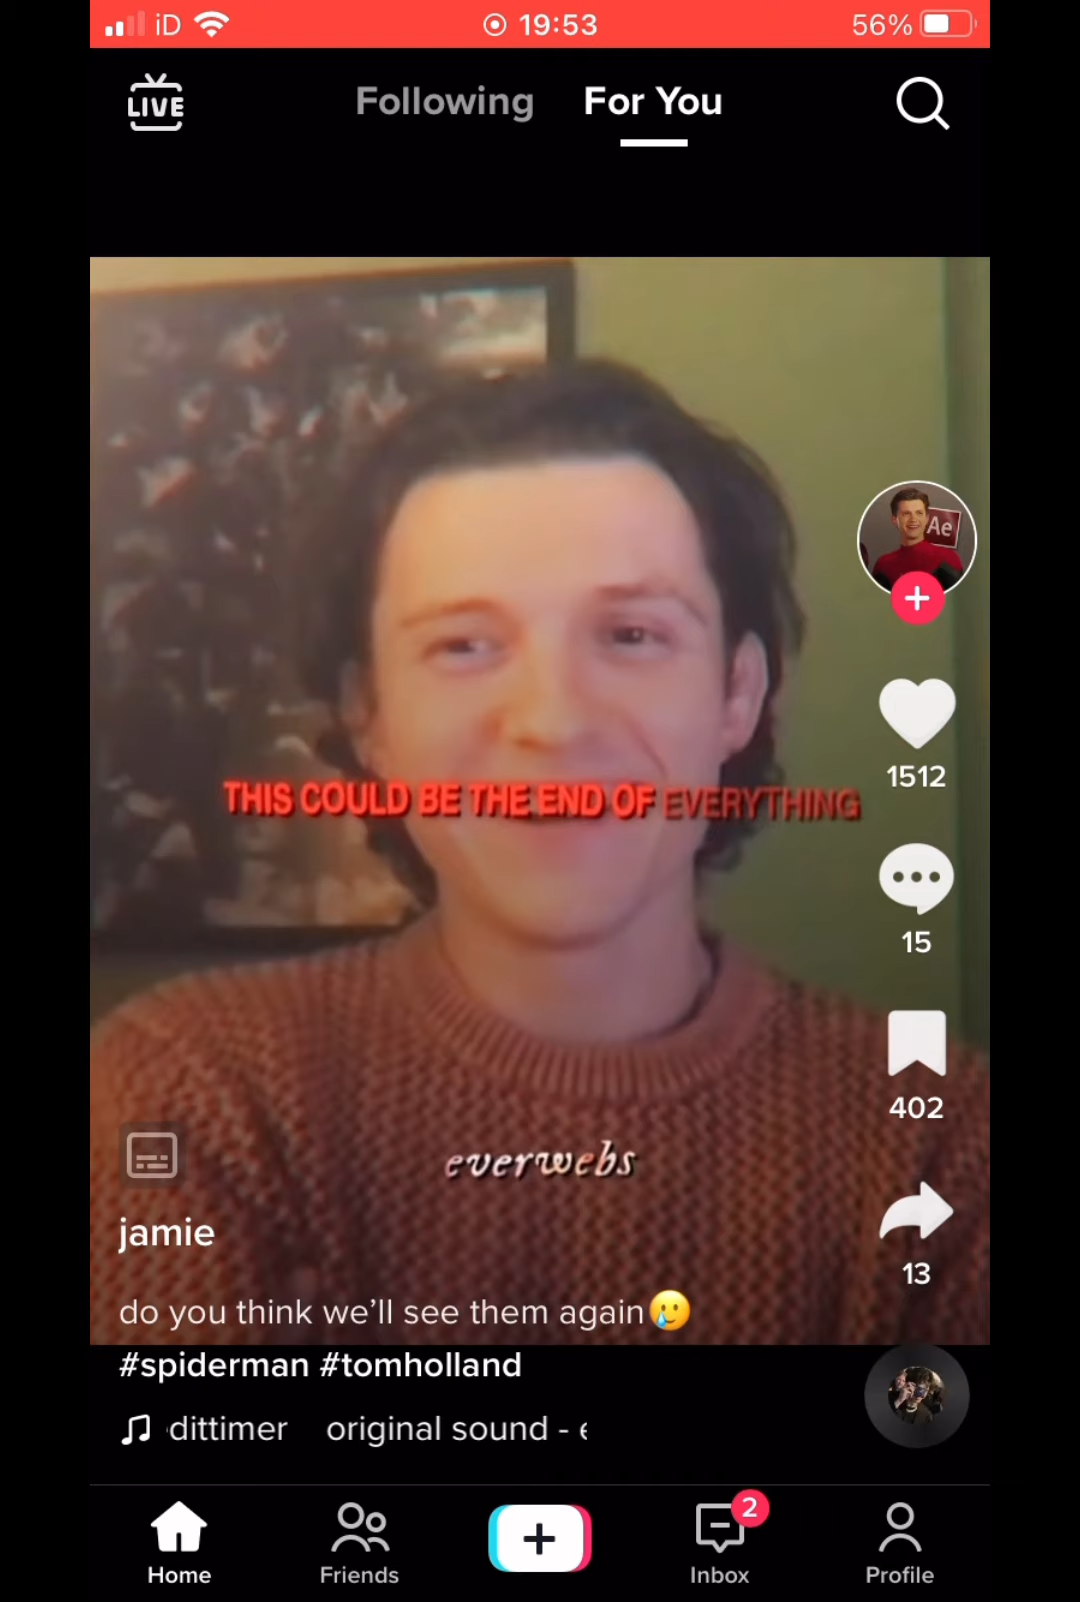 iD 19:53 56%
LIVE Following For You
Ae
1512
THIS COULD BE THE END OF EVERYTHING
15
402
everwebs
jamie
13
do you think we’ll see them again🥲
#spiderman #tomholland
dittimer original sound - e
2
Home Friends Inbox Profile